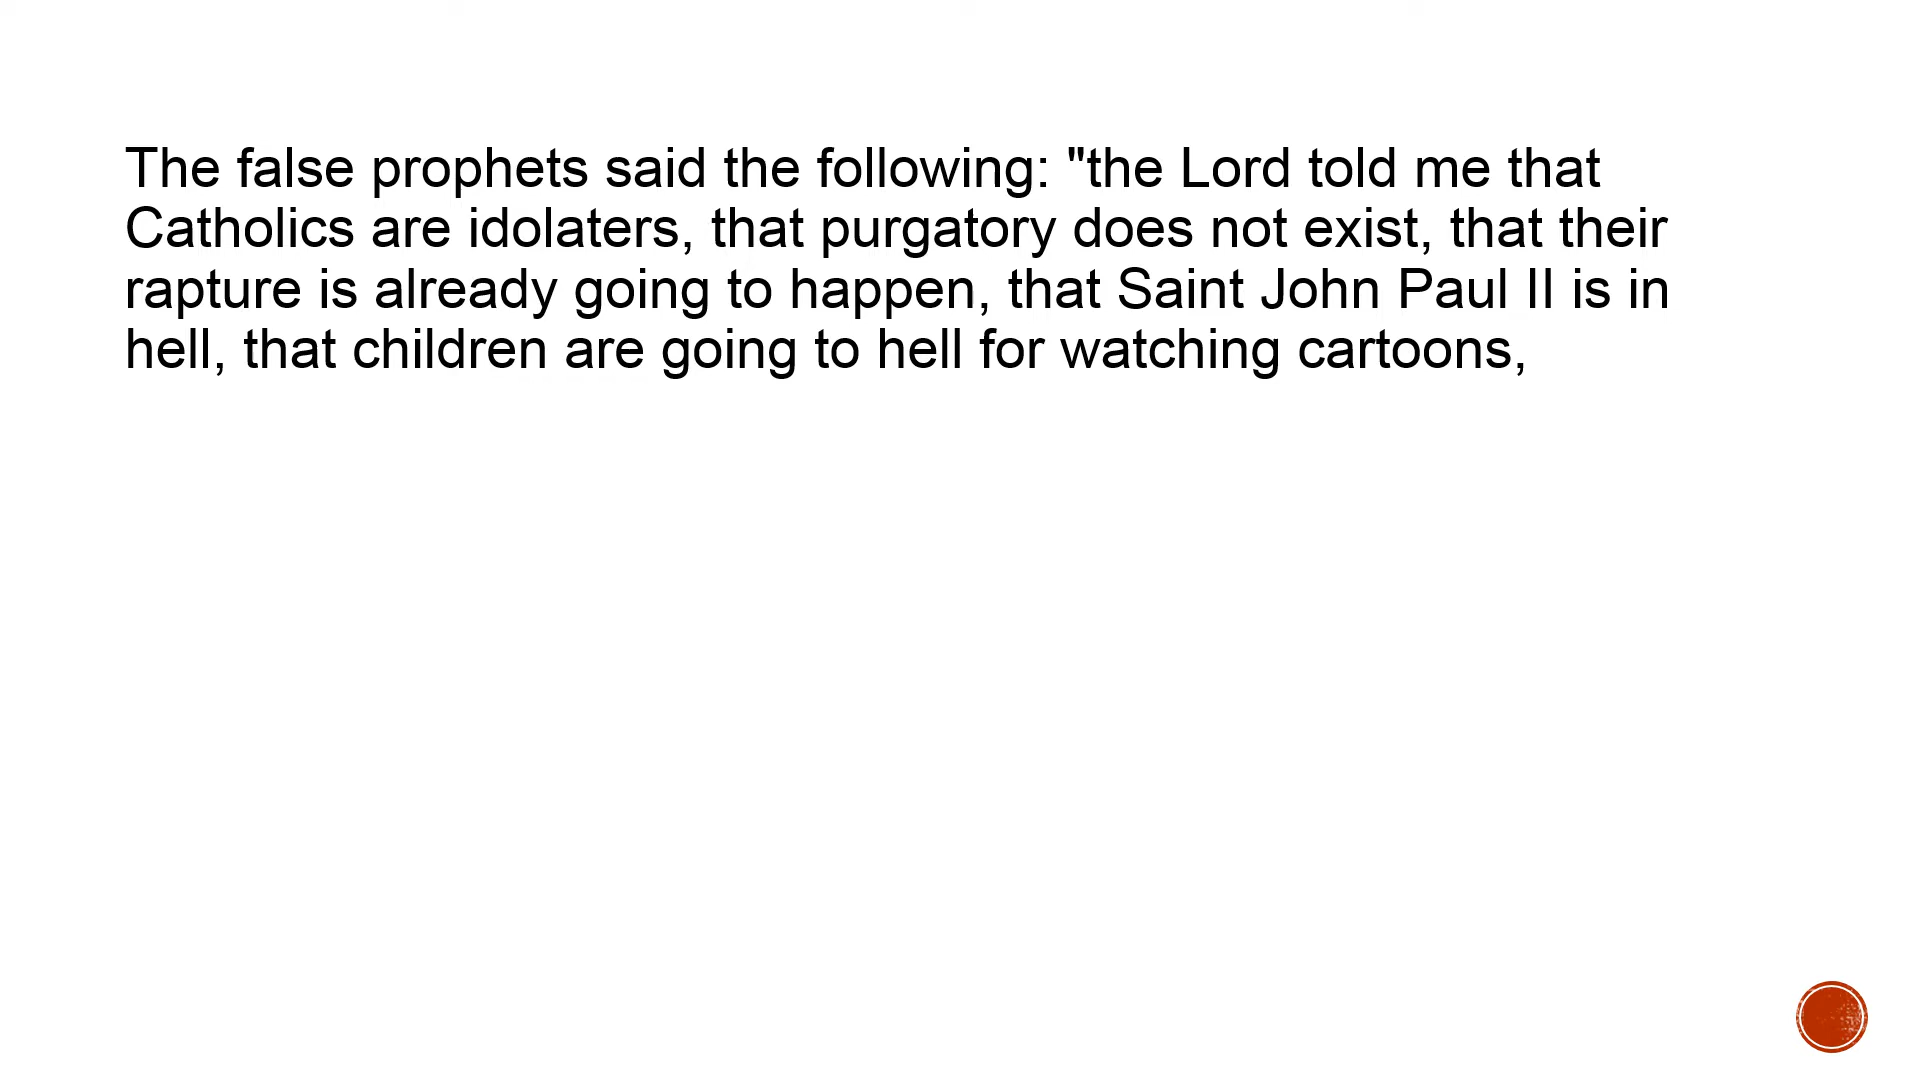 The false prophets said the following: "the Lord told me that
Catholics are idolaters, that purgatory does not exist, that their
rapture is already going to happen, that Saint John Paul II is in
hell, that children are going to hell for watching cartoons,